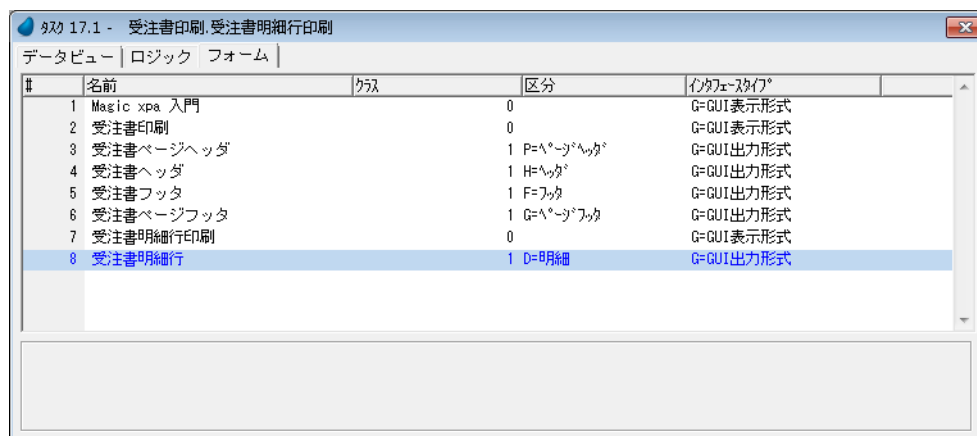 ﾀｽｸ 17.1 -  受注書印刷.受注書明細行印刷
データビュー ロジック フォーム
# 名前 ｸﾗｽ 区分 ｲﾝﾀﾌｪｰｽﾀｲﾌﾟ
1 Magic xpa 入門 0 G=GUI表示形式
2 受注書印刷 0 G=GUI表示形式
3 受注書ページヘッダ 1 P=ﾍﾟｰｼﾞﾍｯﾀﾞ G=GUI出力形式
4 受注書ヘッダ 1 H=ﾍｯﾀﾞ G=GUI出力形式
5 受注書フッタ 1 F=ﾌｯﾀ G=GUI出力形式
6 受注書ページフッタ 1 G=ﾍﾟｰｼﾞﾌｯﾀ G=GUI出力形式
7 受注書明細行印刷 0 G=GUI表示形式
8 受注書明細行 1 D=明細 G=GUI出力形式